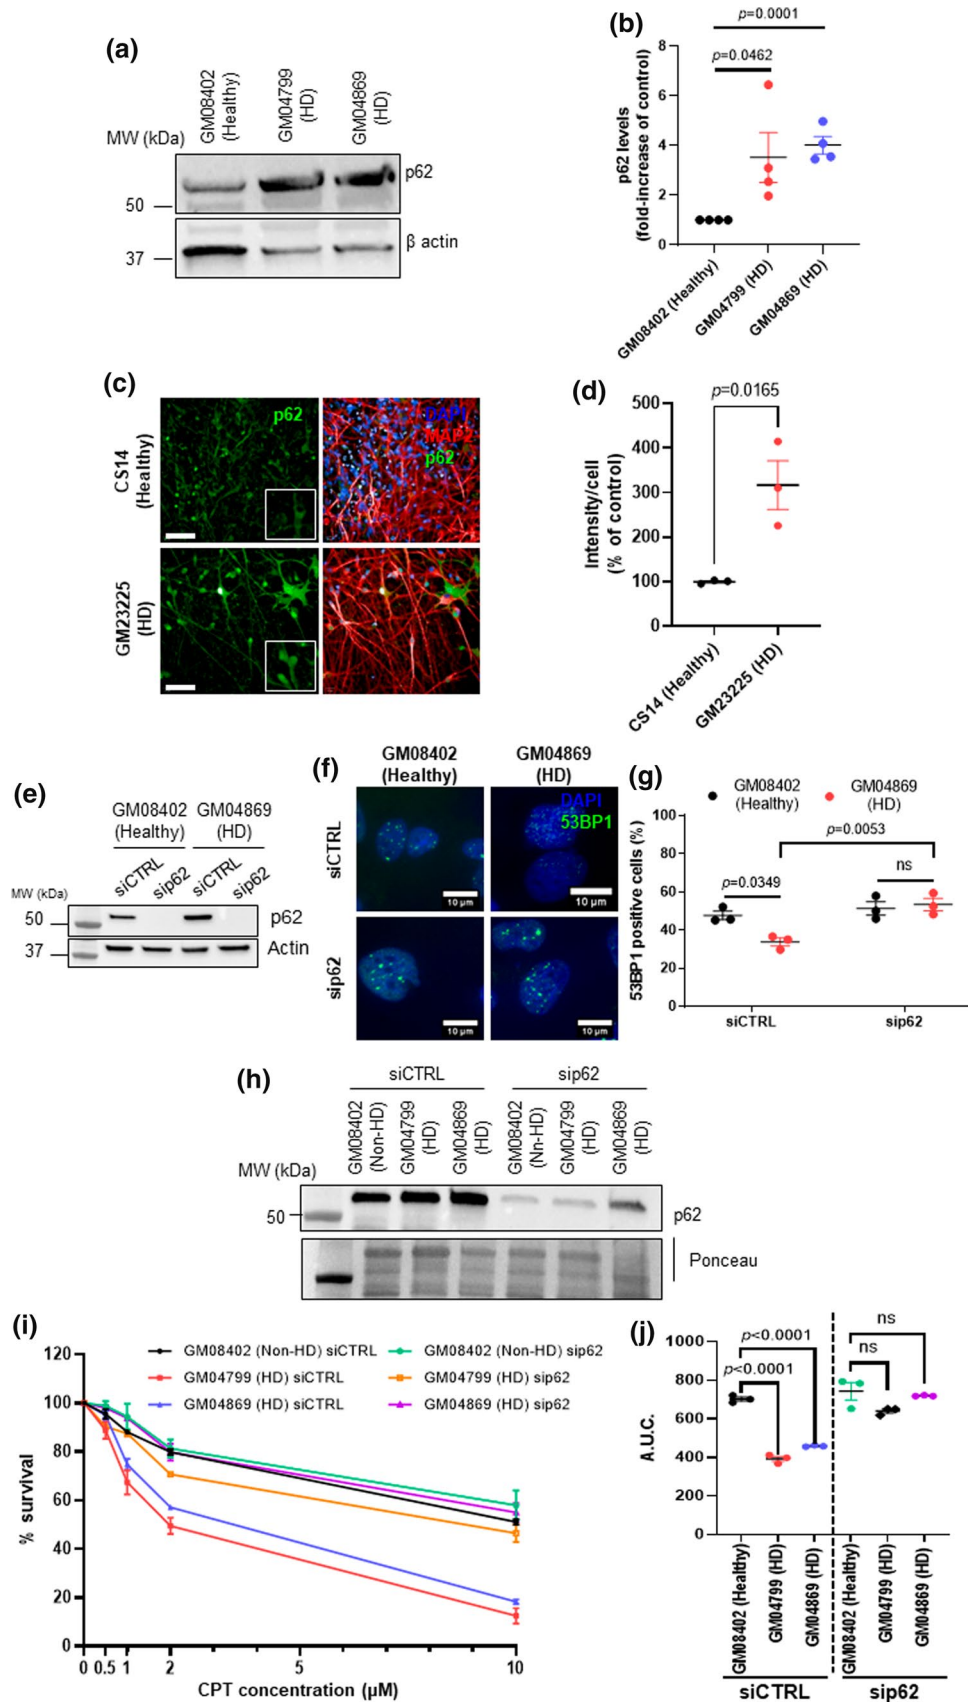 (a)
GM08402
(Healthy)
GM04799
(HD)
GM04869
(HD)
MW (kDa)
p62
50
β actin
37
(b)
p=0.0001
p=0.0462
p62 levels
(fold-increase of control)
8
6
4
2
0
GM08402 (Healthy)
GM04799 (HD)
GM04869 (HD)
(c)
p62
DAPI
MAP2
p62
CS14
(Healthy)
GM23225
(HD)
(d)
p=0.0165
Intensity/cell
(% of control)
500
400
300
200
100
0
CS14 (Healthy)
GM23225 (HD)
(e)
GM08402
(Healthy)
GM04869
(HD)
siCTRL
sip62
siCTRL
sip62
MW (kDa)
50
p62
37
Actin
(f)
GM08402
(Healthy)
GM04869
(HD)
DAPI
53BP1
siCTRL
sip62
10 µm
10 µm
10 µm
10 µm
(g)
GM08402
(Healthy)
GM04869
(HD)
p=0.0053
p=0.0349
ns
53BP1 positive cells (%)
100
80
60
40
20
0
siCTRL
sip62
(h)
siCTRL
sip62
GM08402
(Non-HD)
GM04799
(HD)
GM04869
(HD)
GM08402
(Nn-HD)
GM04799
(HD)
GM04869
(HD)
MW (kDa)
50
p62
Ponceau
(i)
GM08402 (Non-HD) siCTRL
GM08402 (Non-HD) sip62
GM04799 (HD) siCTRL
GM04799 (HD) sip62
GM04869 (HD) siCTRL
GM04869 (HD) sip62
% survival
120
100
80
60
40
20
0
0 0.5 1 2 5 10
CPT concentration (µM)
(j)
ns
p<0.0001
ns
p<0.0001
A.U.C.
1000
800
600
400
200
0
GM08402 (Healthy)
GM04799 (HD)
GM04869 (HD)
GM08402 (Healthy)
GM04799 (HD)
GM04869 (HD)
siCTRL
sip62